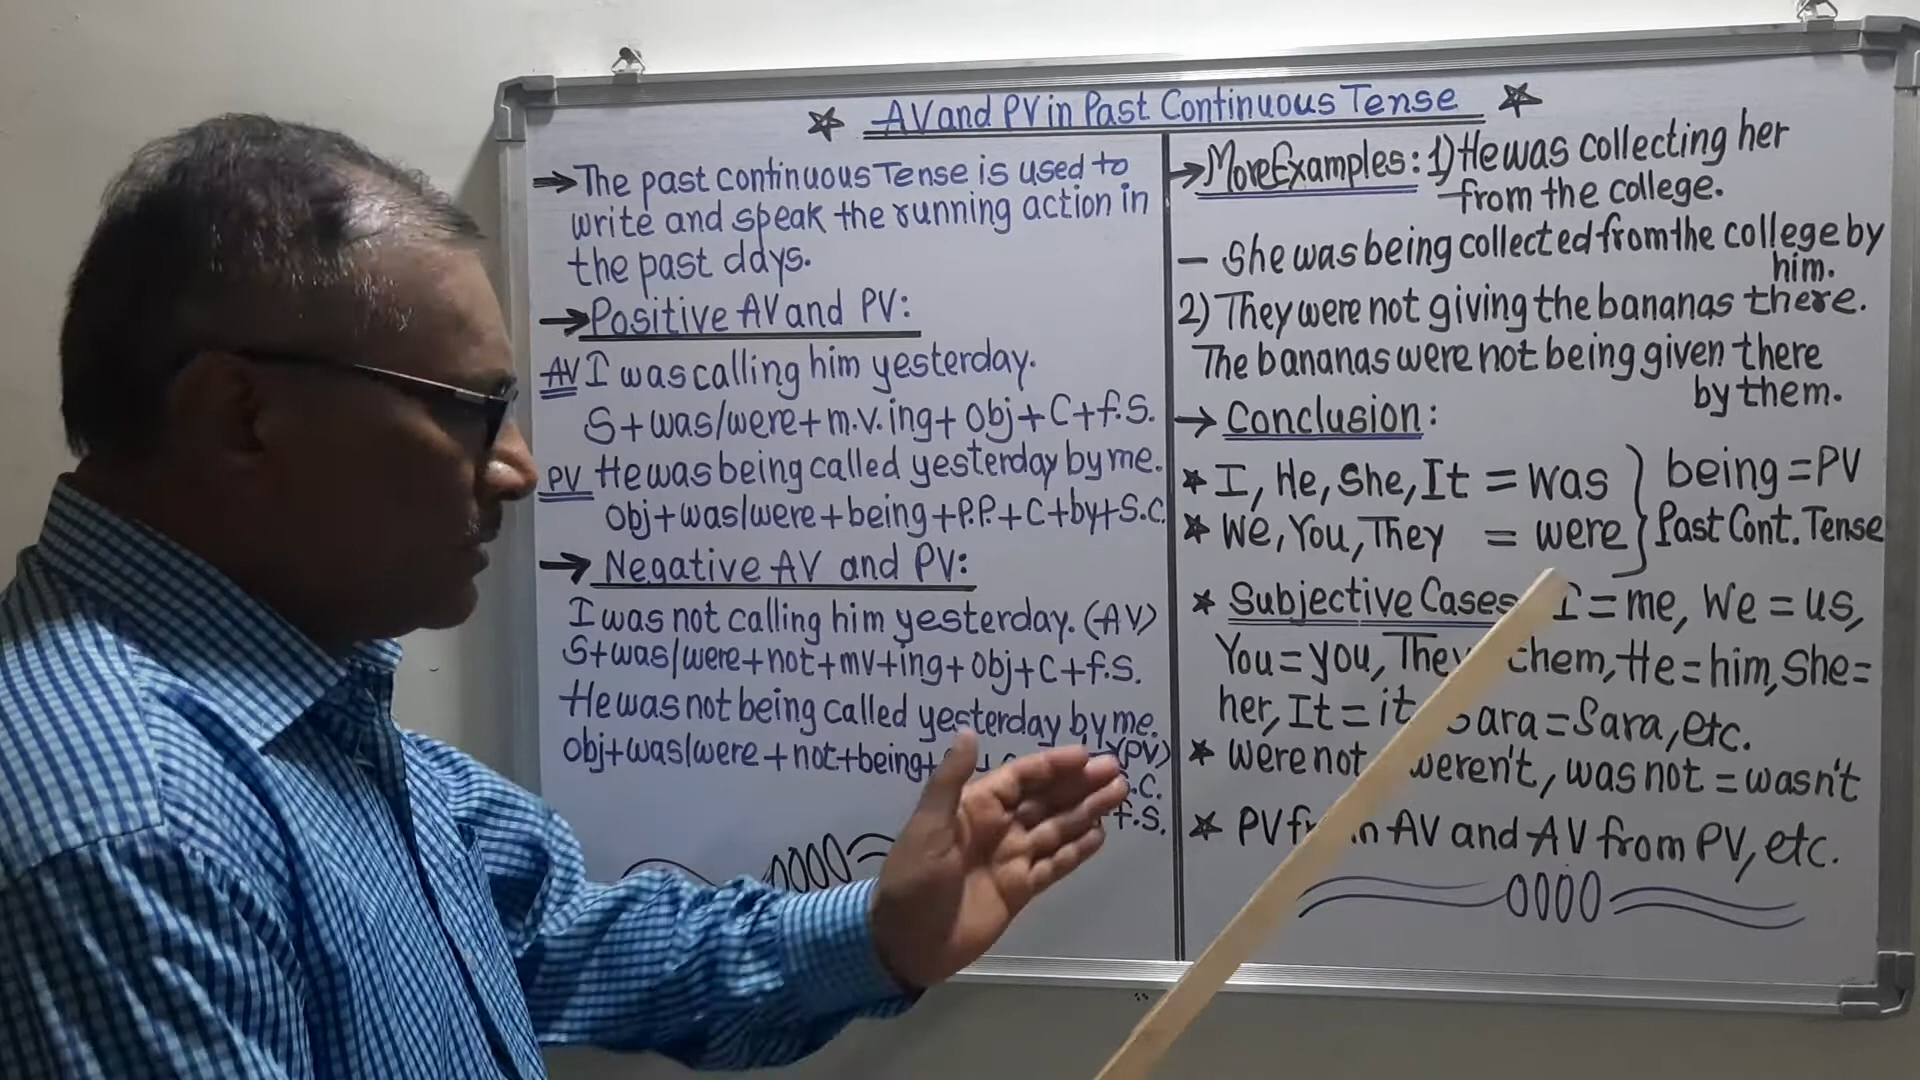 AV and PV in Past Continuous Tense
→ The past continuous Tense is used to
write and speak the running action in
the past days.
→ Positive AV and PV:
AV I was calling him yesterday.
S+was/were+m.v.ing+Obj+C+f.S.
PV He was being called yesterday by me.
Obj+was/were+being+P.P.+C+by+S.C.
→ Negative AV and PV:
I was not calling him yesterday. (AV)
S+was/were+not+mv+ing+Obj+C+f.S.
He was not being called yesterday by me.
(PV)
Obj+was/were+not+being+
.C.
f.S.
→ More Examples: 1) He was collecting her
from the college.
– She was being collected from the college by
him.
2) They were not giving the bananas there.
The bananas were not being given there
by them.
→ Conclusion:
* I, He, She, It = was } being = PV
* We, You, They = were } Past Cont. Tense
* Subjective Cases I = me, We = us,
You = you, They them, He = him, She =
her, It = it Sara = Sara, etc.
* were not weren't, was not = wasn't
* PV AV and AV from PV, etc.